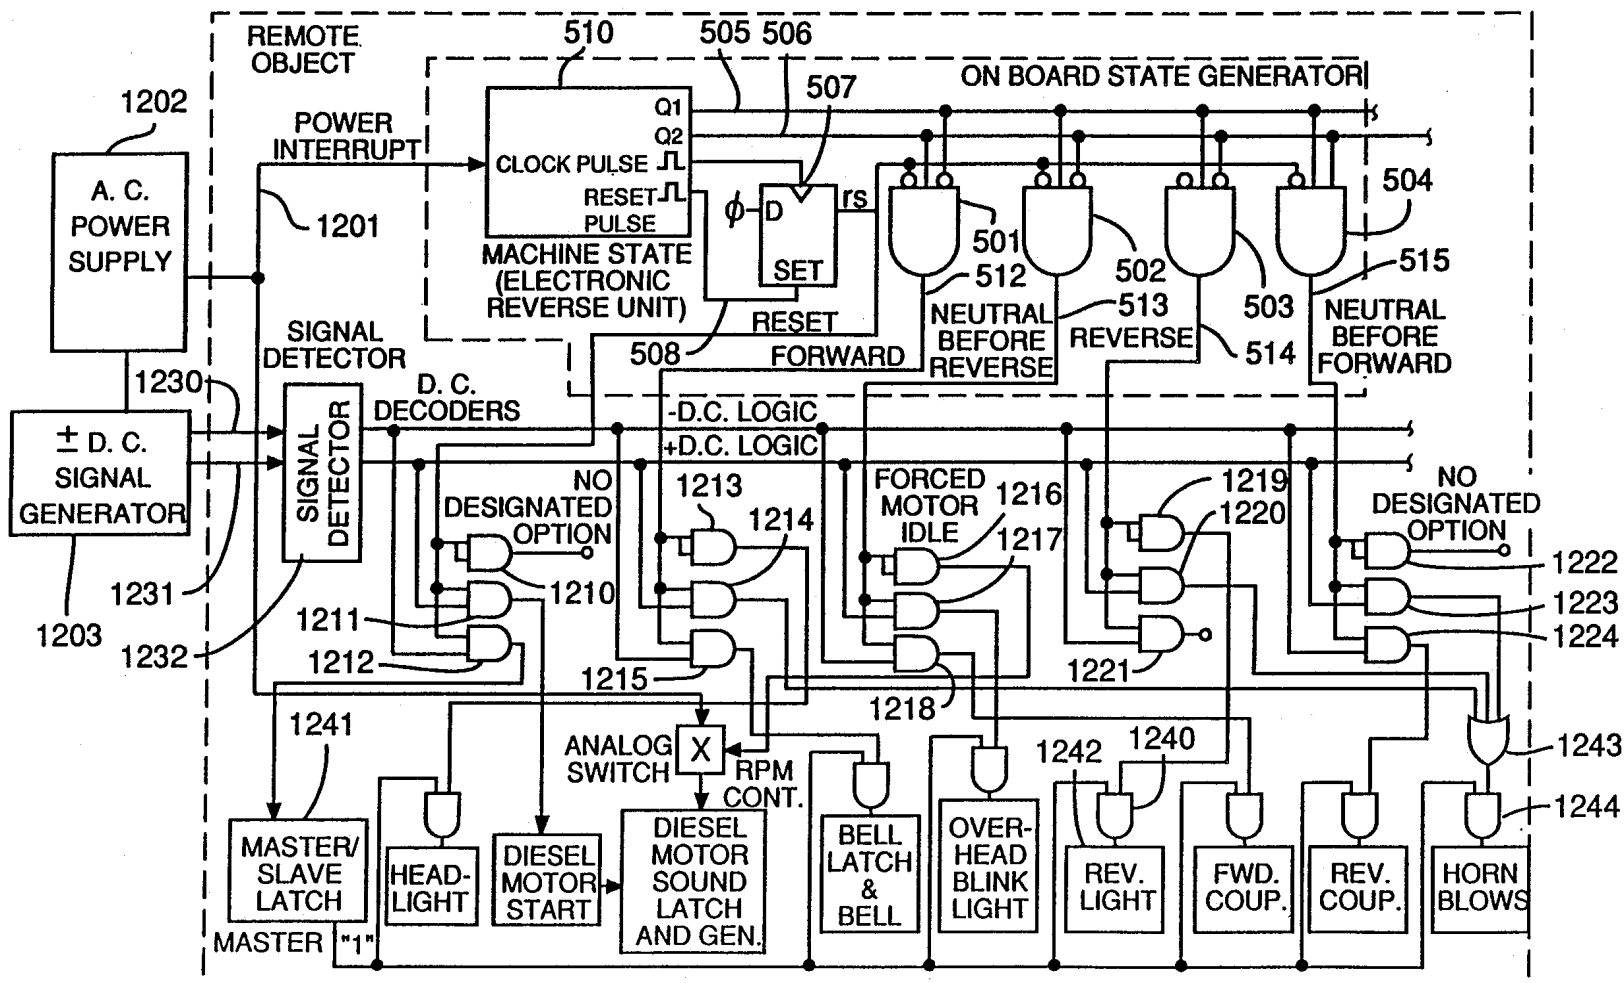 REMOTE OBJECT
510
505
506
507
ON BOARD STATE GENERATOR
1202
POWER INTERRUPT
Q1
Q2
CLOCK PULSE
RESET PULSE
A. C. POWER SUPPLY
1201
ϕ
D
SET
rs
501
502
503
504
MACHINE STATE (ELECTRONIC REVERSE UNIT)
512
513
514
515
508
RESET
FORWARD
NEUTRAL BEFORE REVERSE
REVERSE
NEUTRAL BEFORE FORWARD
SIGNAL DETECTOR
1230
D. C. DECODERS
-D.C. LOGIC
+D.C. LOGIC
± D. C. SIGNAL GENERATOR
SIGNAL DETECTOR
NO DESIGNATED OPTION
1213
1214
FORCED MOTOR IDLE
1216
1217
1219
1220
NO DESIGNATED OPTION
1231
1203
1232
1210
1211
1212
1215
1218
1221
1222
1223
1224
1241
ANALOG SWITCH
X
RPM CONT.
1242
1240
1243
1244
MASTER/ SLAVE LATCH
HEAD- LIGHT
DIESEL MOTOR START
DIESEL MOTOR SOUND LATCH AND GEN.
BELL LATCH & BELL
OVER- HEAD BLINK LIGHT
REV. LIGHT
FWD. COUP.
REV. COUP.
HORN BLOWS
MASTER "1"